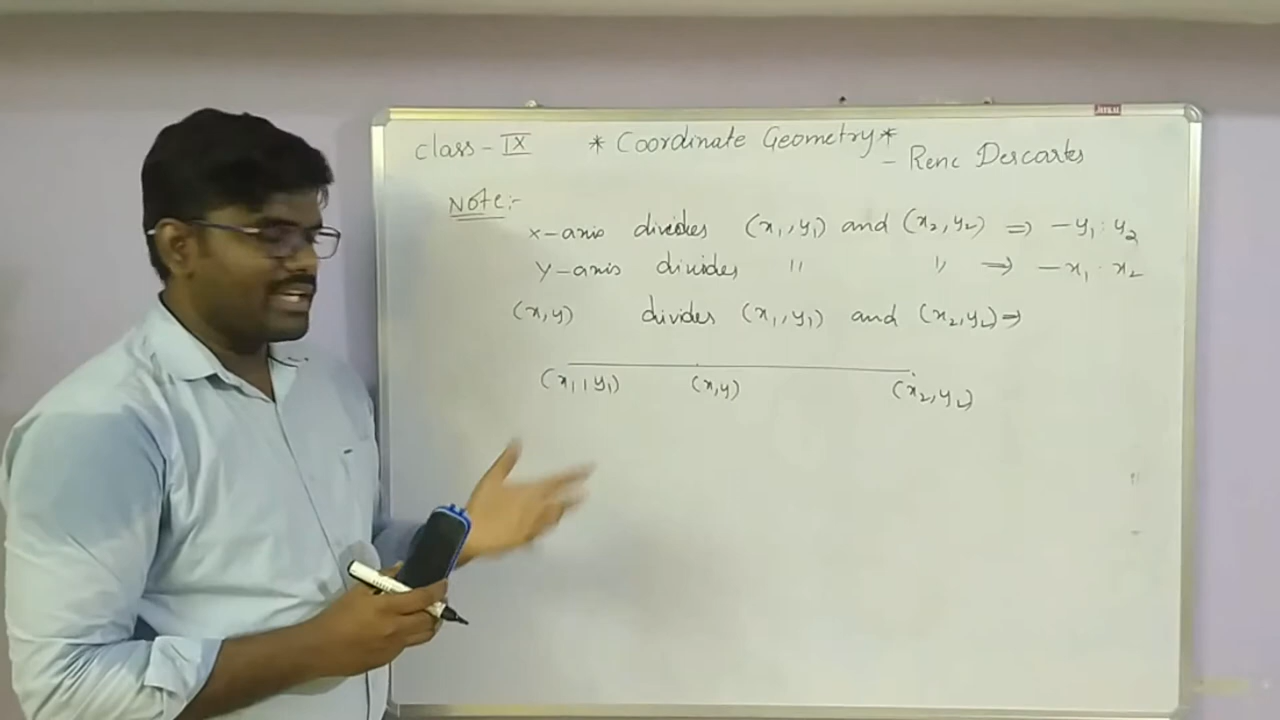 Class - IX * Coordinate Geometry *
- Renc Descartes
Note:-
x-axis divides (x₁, y₁) and (x₂, y₂) ⇒ -y₁ : y₂
y-axis divides " " ⇒ -x₁ : x₂
(x,y) divides (x₁, y₁) and (x₂, y₂) ⇒
(x₁, y₁) (x,y) (x₂, y₂)